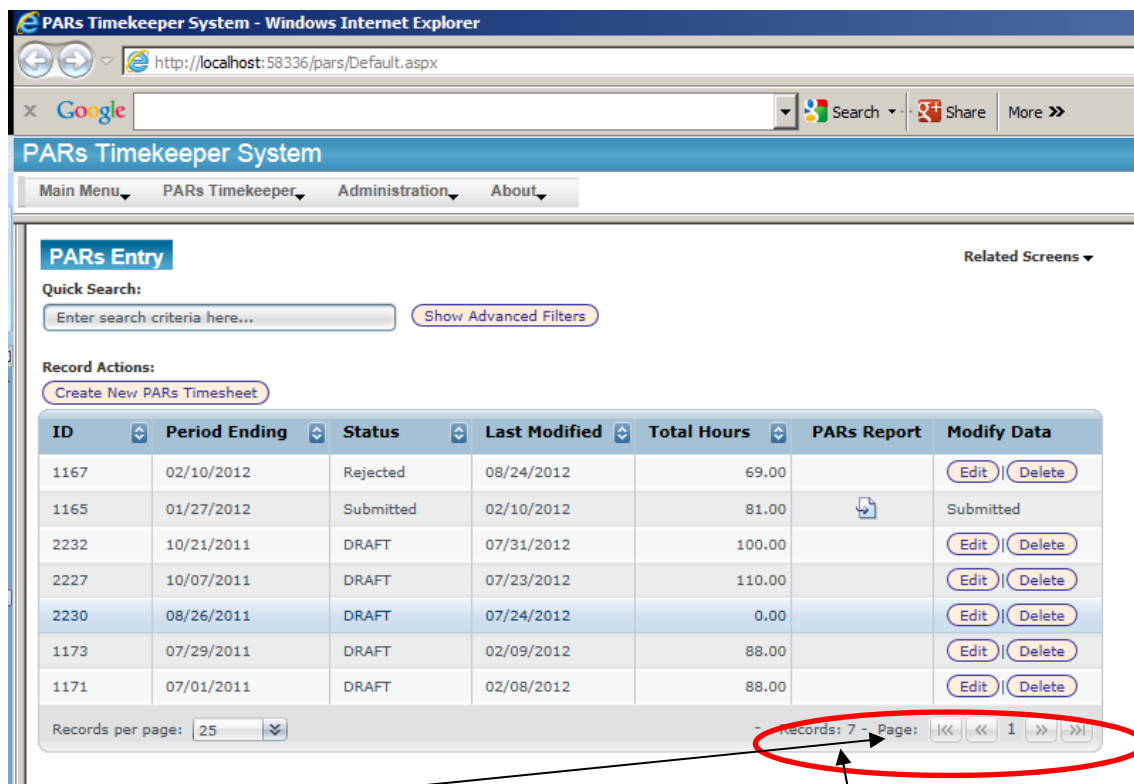 PARs Timekeeper System - Windows Internet Explorer
http://localhost:58336/pars/Default.aspx
x Google Search Share More »
PARs Timekeeper System
Main Menu PARs Timekeeper Administration About
PARs Entry Related Screens
Quick Search:
Enter search criteria here... Show Advanced Filters
Record Actions:
Create New PARs Timesheet
ID Period Ending Status Last Modified Total Hours PARs Report Modify Data
1167 02/10/2012 Rejected 08/24/2012 69.00 Edit | Delete
1165 01/27/2012 Submitted 02/10/2012 81.00 Submitted
2232 10/21/2011 DRAFT 07/31/2012 100.00 Edit | Delete
2227 10/07/2011 DRAFT 07/23/2012 110.00 Edit | Delete
2230 08/26/2011 DRAFT 07/24/2012 0.00 Edit | Delete
1173 07/29/2011 DRAFT 02/09/2012 88.00 Edit | Delete
1171 07/01/2011 DRAFT 02/08/2012 88.00 Edit | Delete
Records per page: 25 - Records: 7 - Page: |<< << 1 >> >>|